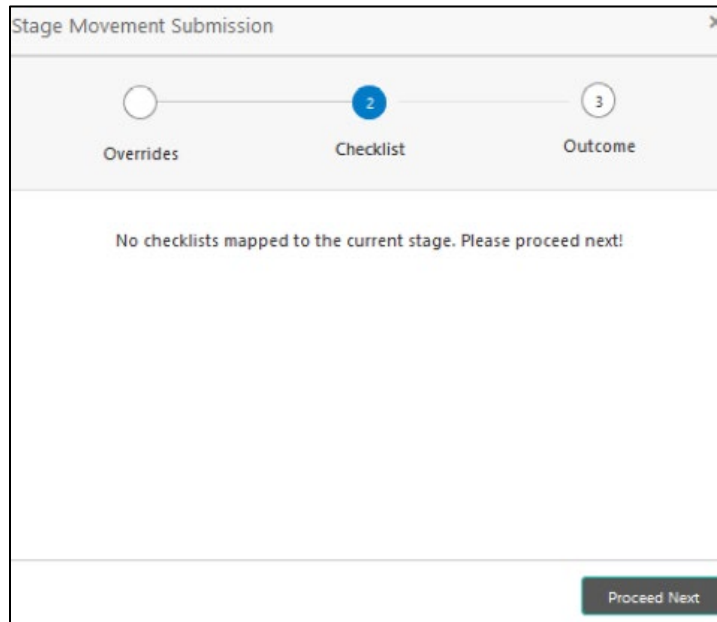 Stage Movement Submission
×
2
3
Overrides
Checklist
Outcome
No checklists mapped to the current stage. Please proceed next!
Proceed Next